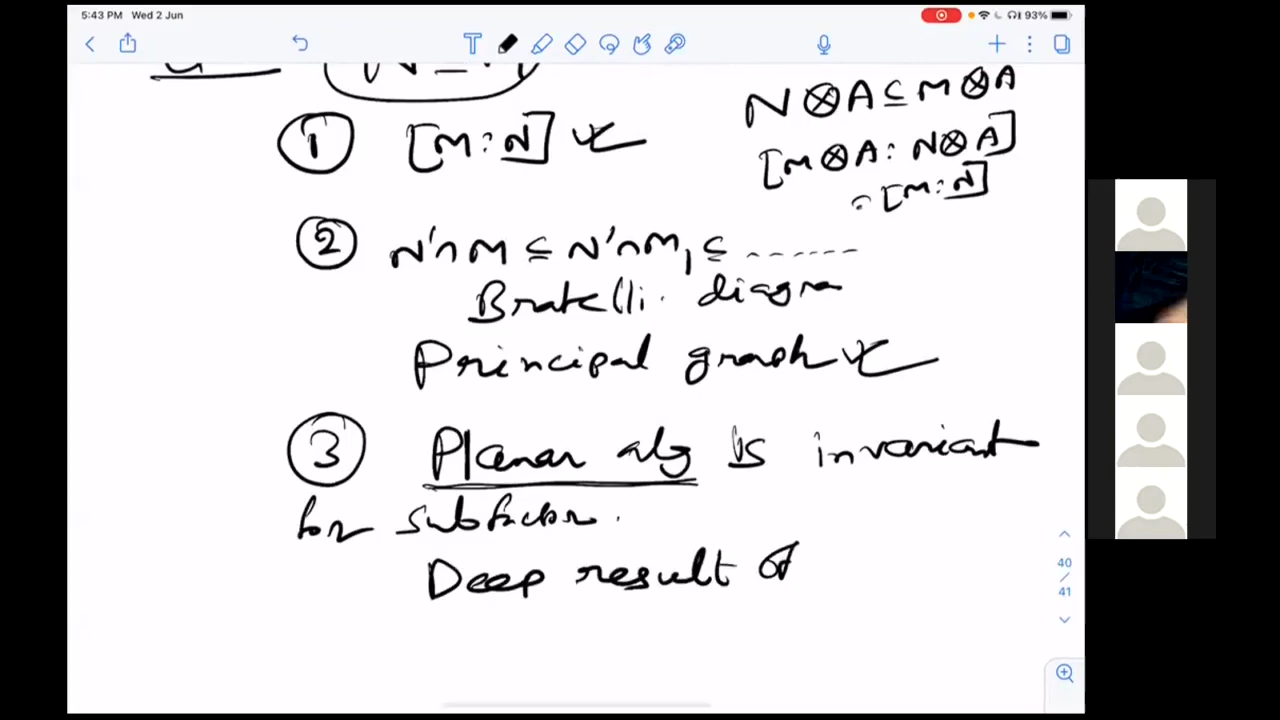 5:43 PM Wed 2 Jun
93%
N⊗A ⊆ M⊗A
① [M:N]
[M⊗A: N⊗A]
= [M:N]
② N'∩M ⊆ N'∩M₁ ⊆ -------
Bratelli. diagra
Principal graph
③ Planar alg is invariant
for subfactor.
Deep result of
40
/
41